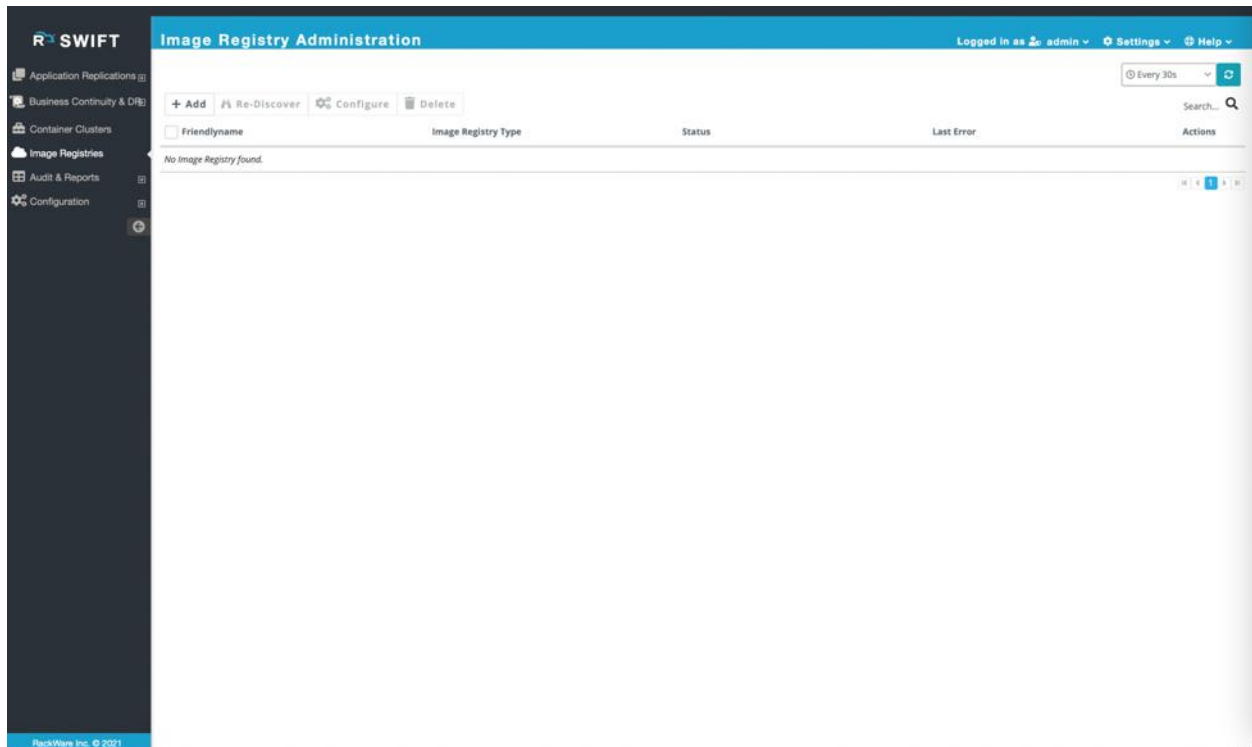 SWIFT
Image Registry Administration
Logged in as admin
Settings
Help
Application Replications
Business Continuity & DR
Container Clusters
Image Registries
Audit & Reports
Configuration
Every 30s
+ Add
Re-Discover
Configure
Delete
Search...
Friendlyname
Image Registry Type
Status
Last Error
Actions
No Image Registry found.
1
RackWare Inc. © 2021